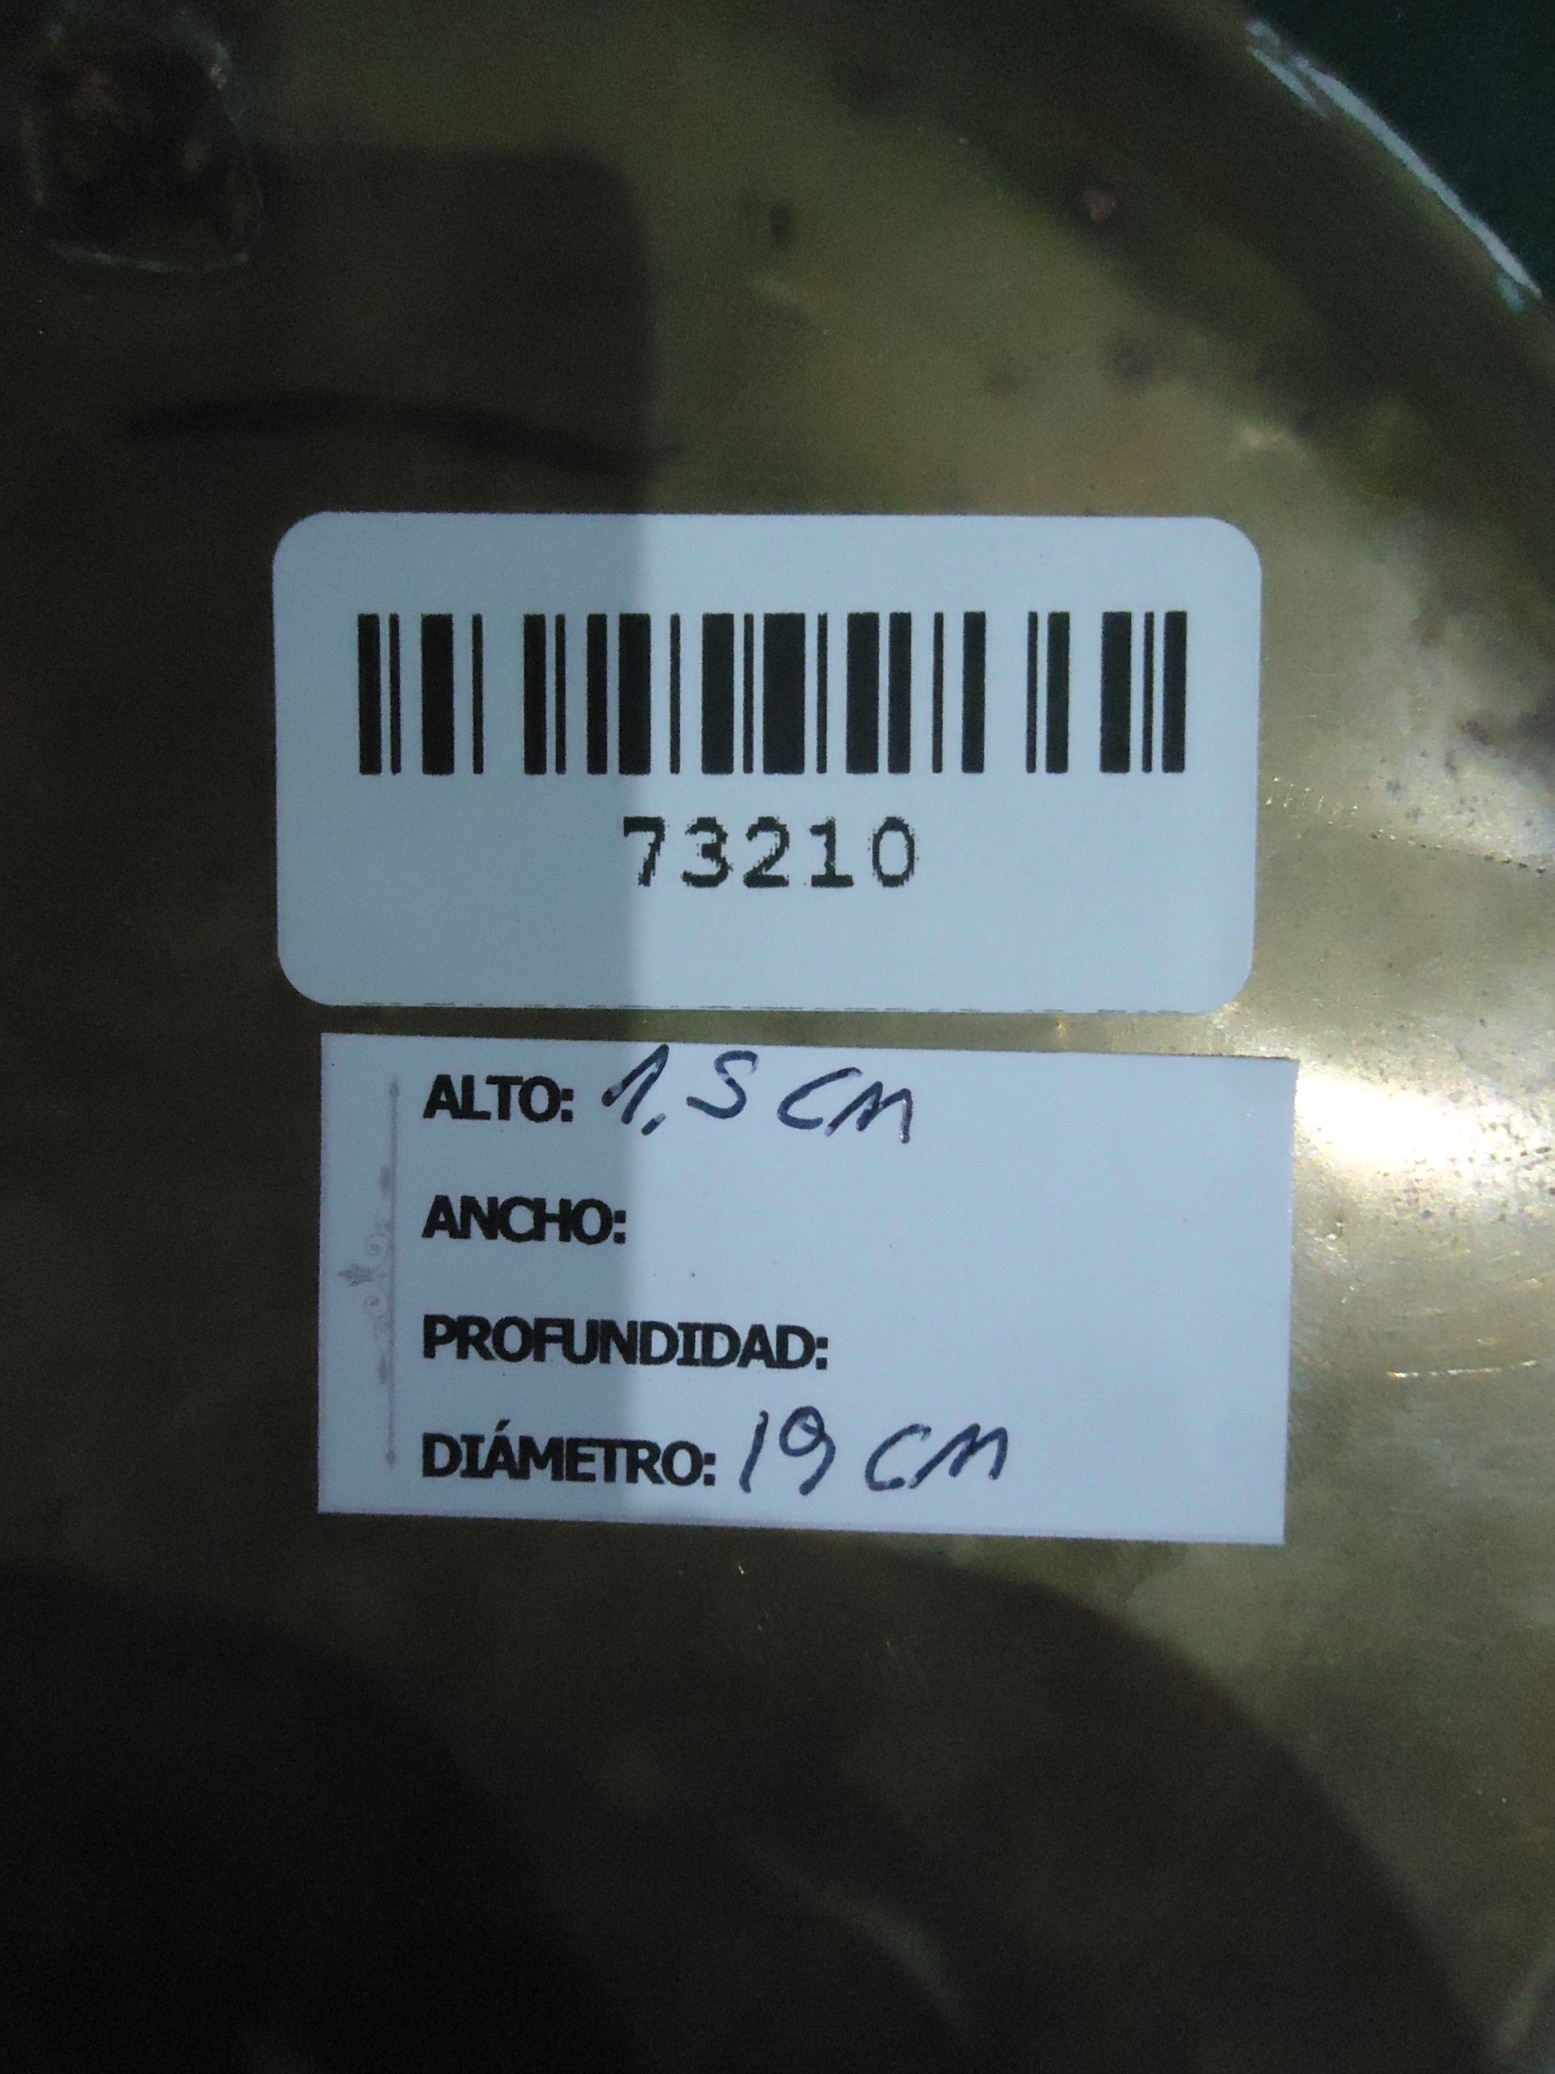 73210
ALTO: 1,5 CM
ANCHO:
PROFUNDIDAD:
DIÁMETRO: 19 CM